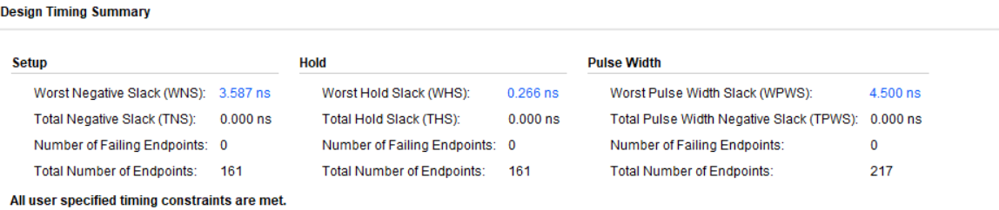 Design Timing Summary
Setup Hold Pulse Width
Worst Negative Slack (WNS): 3.587 ns Worst Hold Slack (WHS): 0.266 ns Worst Pulse Width Slack (WPWS): 4.500 ns
Total Negative Slack (TNS): 0.000 ns Total Hold Slack (THS): 0.000 ns Total Pulse Width Negative Slack (TPWS): 0.000 ns
Number of Failing Endpoints: 0 Number of Failing Endpoints: 0 Number of Failing Endpoints: 0
Total Number of Endpoints: 161 Total Number of Endpoints: 161 Total Number of Endpoints: 217
All user specified timing constraints are met.